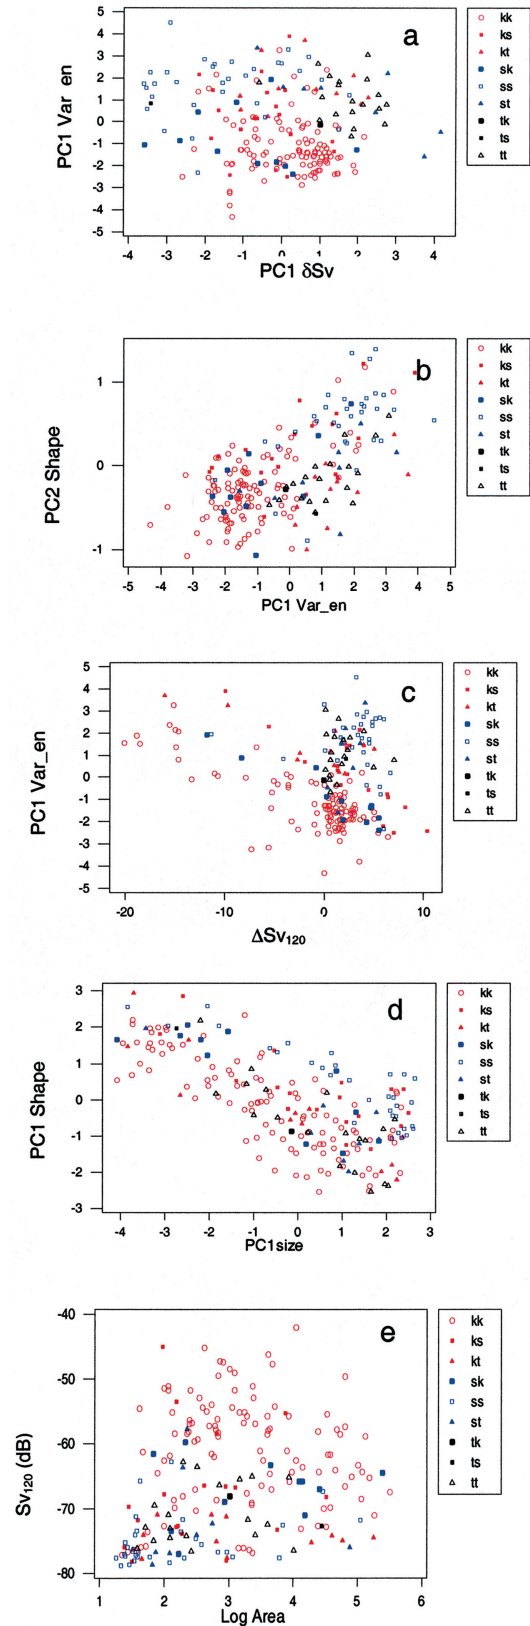 a
5
4
3
2
1
0
-1
-2
-3
-4
-5
PC1 Var_en
-4 -3 -2 -1 0 1 2 3 4
PC1 δSv
kk
ks
kt
sk
ss
st
tk
ts
tt
b
1
0
-1
PC2 Shape
-5 -4 -3 -2 -1 0 1 2 3 4 5
PC1 Var_en
kk
ks
kt
sk
ss
st
tk
ts
tt
c
5
4
3
2
1
0
-1
-2
-3
-4
-5
PC1 Var_en
-20 -10 0 10
ΔSv₁₂₀
kk
ks
kt
sk
ss
st
tk
ts
tt
d
3
2
1
0
-1
-2
-3
PC1 Shape
-4 -3 -2 -1 0 1 2 3
PC1size
kk
ks
kt
sk
ss
st
tk
ts
tt
e
-40
-50
-60
-70
-80
Sv₁₂₀ (dB)
1 2 3 4 5 6
Log Area
kk
ks
kt
sk
ss
st
tk
ts
tt